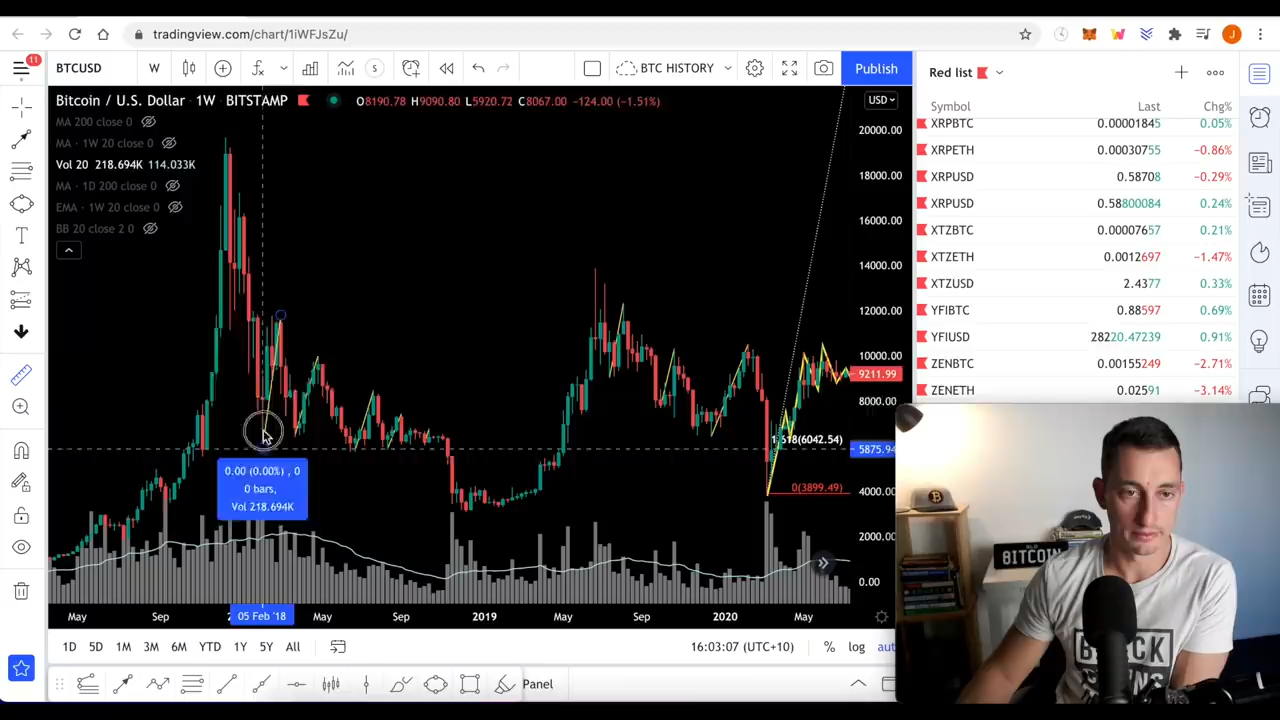 tradingview.com/chart/1iWFJsZu/
J
11
BTCUSD
W
S
BTC HISTORY
Publish
Red list
Bitcoin / U.S. Dollar · 1W · BITSTAMP
O8190.78 H9090.80 L5920.72 C8067.00 −124.00 (−1.51%)
USD
MA 200 close 0
MA · 1W 20 close 0
Vol 20 218.694K 114.033K
MA · 1D 200 close 0
EMA · 1W 20 close 0
BB 20 close 2 0
Symbol Last Chg%
XRPBTC 0.00001845 0.05%
XRPETH 0.00030755 −0.86%
XRPUSD 0.58708 −0.29%
XRPUSD 0.58800084 0.24%
XTZBTC 0.00007657 0.21%
XTZETH 0.0012697 −1.47%
XTZUSD 2.4377 0.33%
YFIBTC 0.88597 0.69%
YFIUSD 28220.47239 0.91%
ZENBTC 0.00155249 −2.71%
ZENETH 0.02591 −3.14%
20000.00
18000.00
16000.00
14000.00
12000.00
10000.00
9211.99
8000.00
1.618(6042.54)
5875.94
0(3899.49)
4000.00
2000.00
0.00
0.00 (0.00%) , 0
0 bars,
Vol 218.694K
May Sep 05 Feb '18 May Sep 2019 May Sep 2020 May
1D 5D 1M 3M 6M YTD 1Y 5Y All
16:03:07 (UTC+10) % log
Panel
BITCOIN
BLOCK